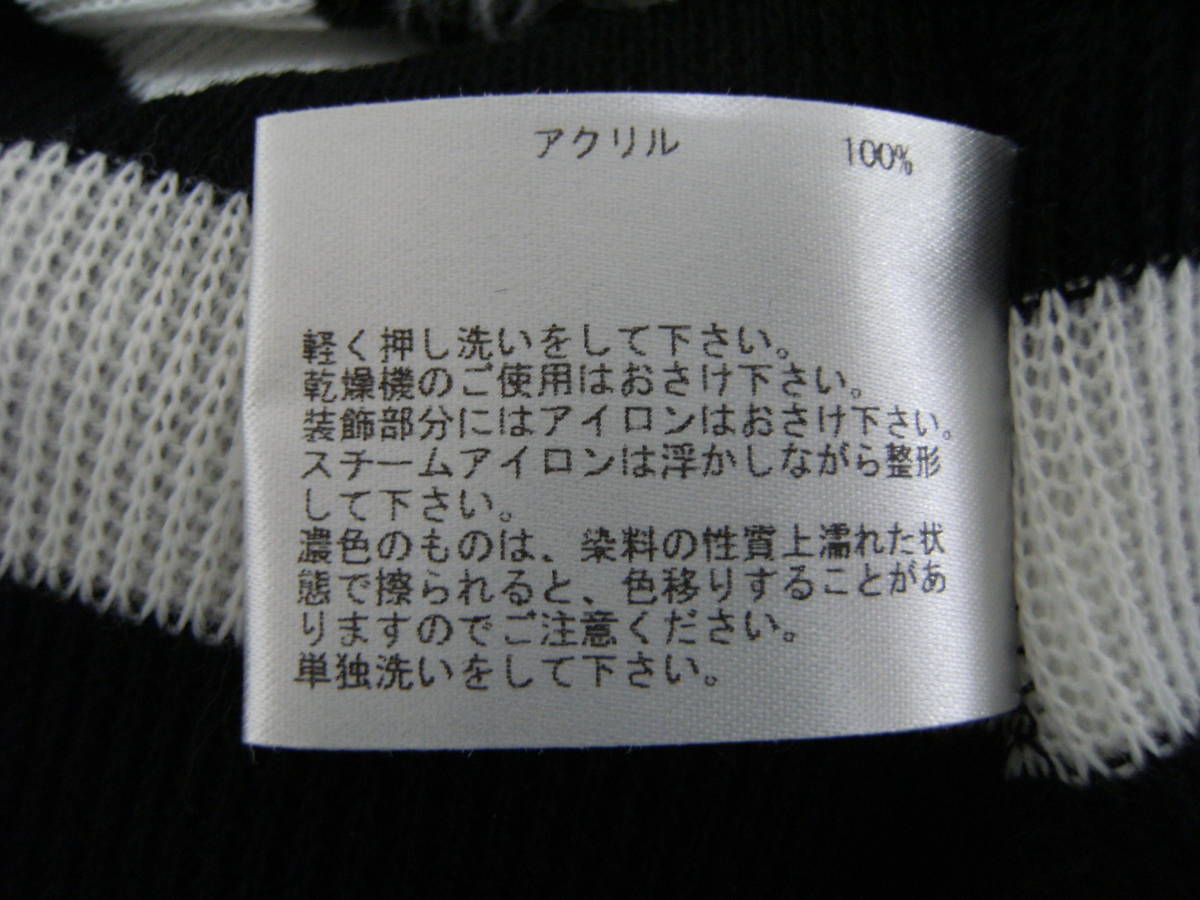 アクリル 100%
軽く押し洗いをして下さい。
乾燥機のご使用はおさけ下さい。
装飾部分にはアイロンはおさけ下さい。
スチームアイロンは浮かしながら整形
して下さい。
濃色のものは、染料の性質上濡れた状
態で擦られると、色移りすることがあ
りますのでご注意ください。
単独洗いをして下さい。